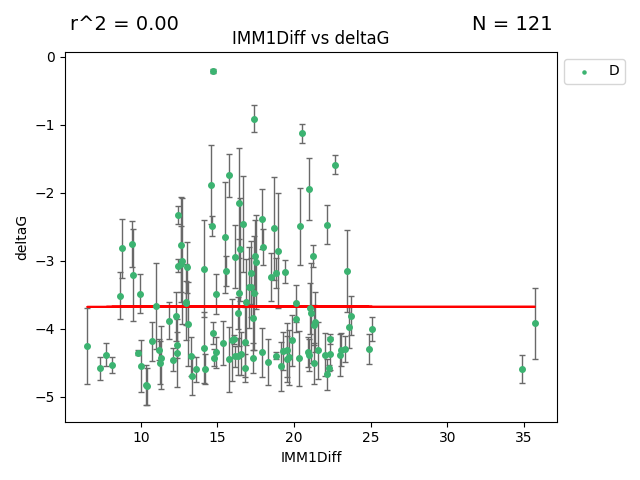 r^2 = 0.00
N = 121
IMM1Diff vs deltaG
D
0
−1
−2
−3
−4
−5
deltaG
10
15
20
25
30
35
IMM1Diff